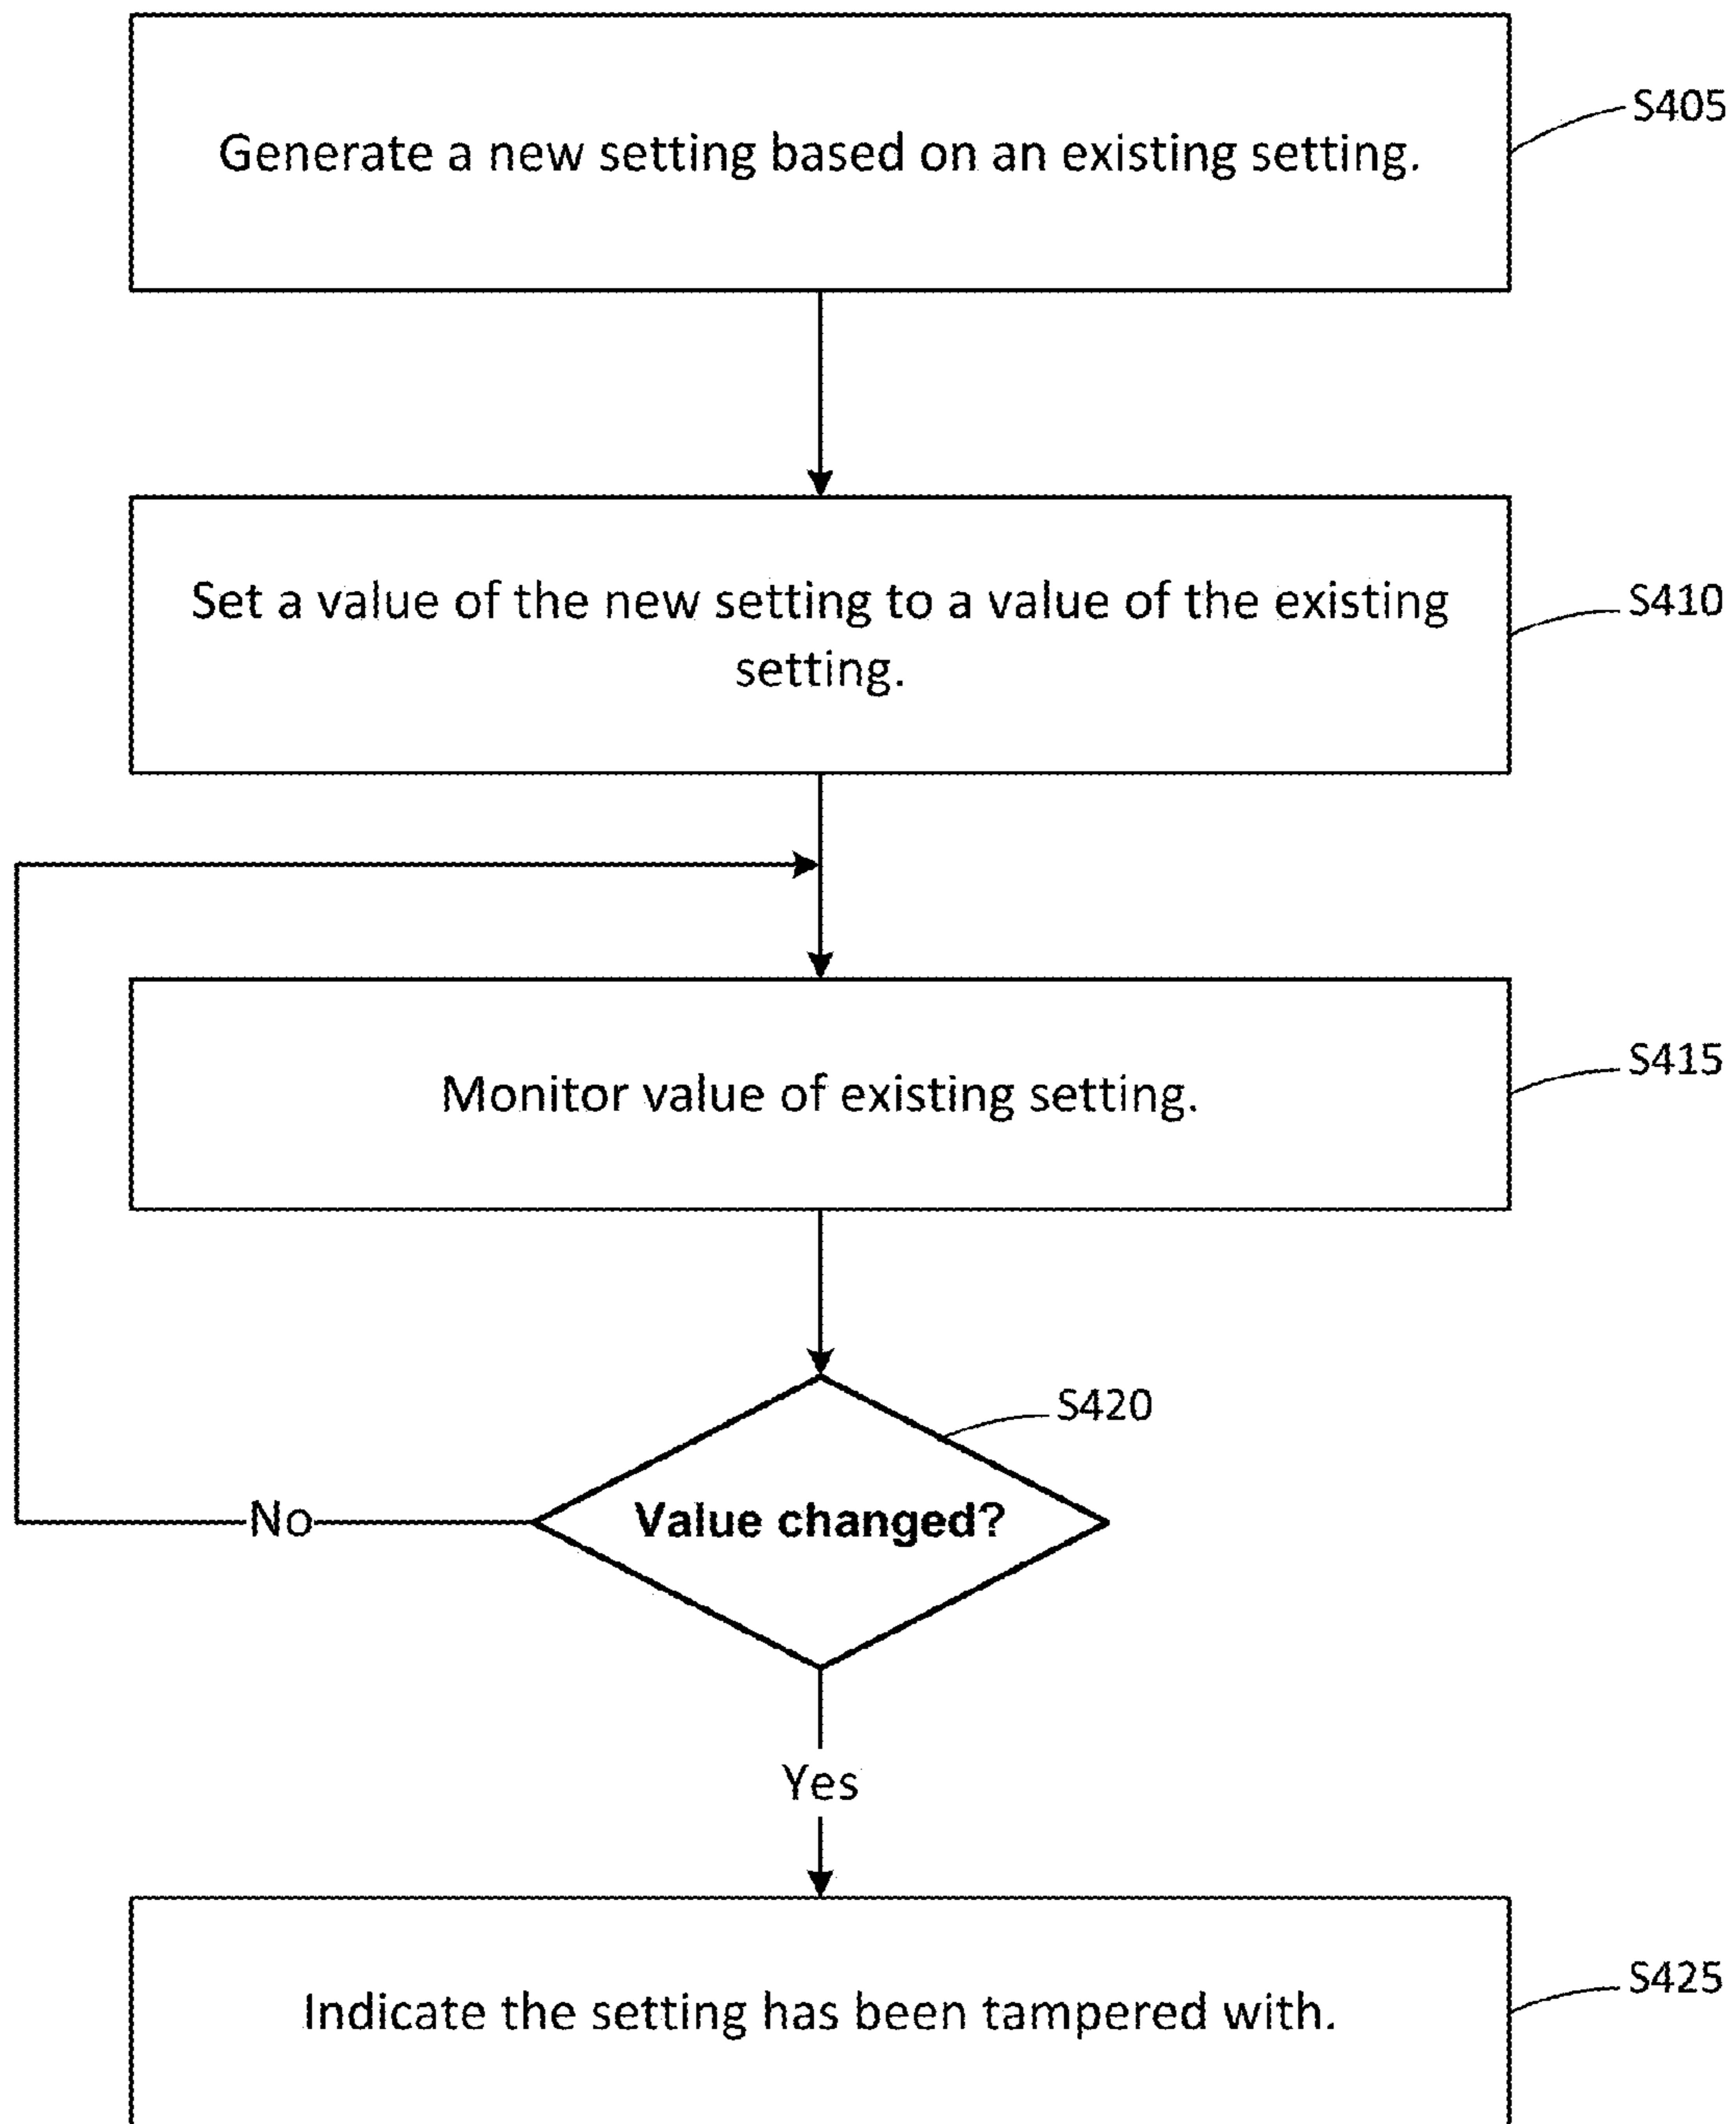 Generate a new setting based on an existing setting.
S405
Set a value of the new setting to a value of the existing
setting.
S410
Monitor value of existing setting.
S415
S420
Value changed?
No
Yes
Indicate the setting has been tampered with.
S425